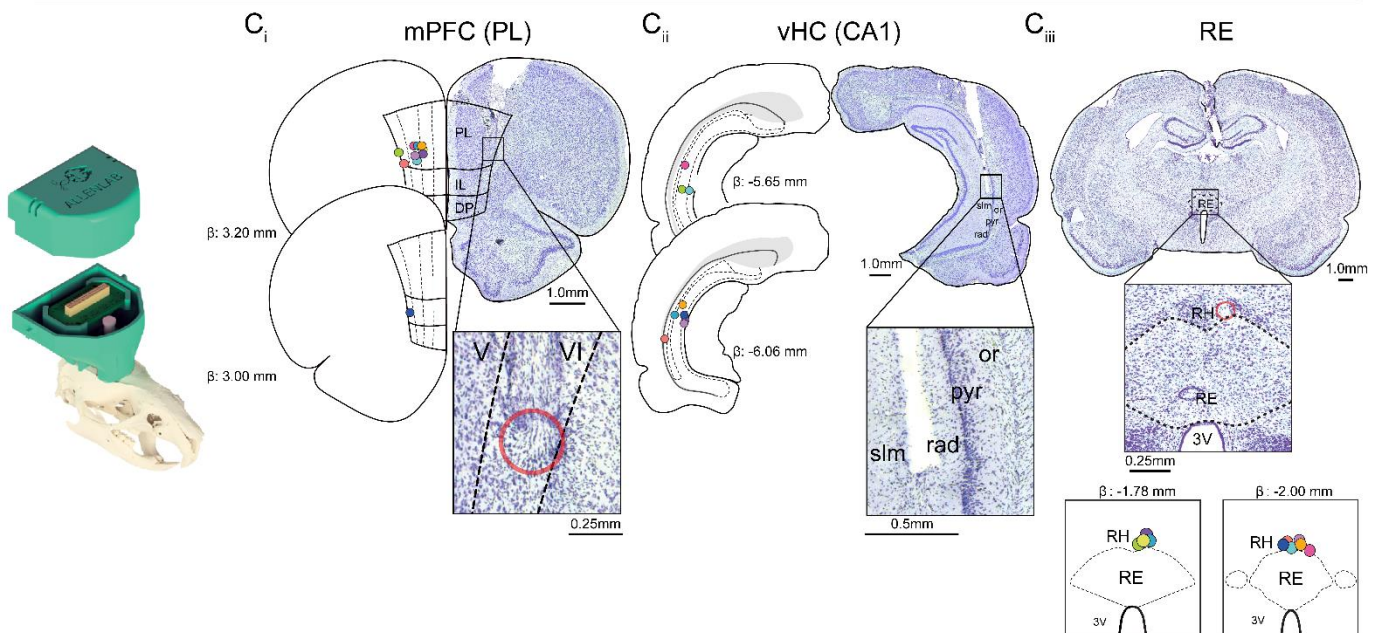 Ci
mPFC (PL)
Cii
vHC (CA1)
Ciii
RE
ALLENLAB
PL
IL
DP
β: 3.20 mm
1.0mm
β: 3.00 mm
V
VI
0.25mm
β: -5.65 mm
β: -6.06 mm
slm
or
pyr
rad
1.0mm
or
pyr
rad
slm
0.5mm
RE
1.0mm
RH
RE
3V
0.25mm
β: -1.78 mm
RH
RE
3V
β: -2.00 mm
RH
RE
3V